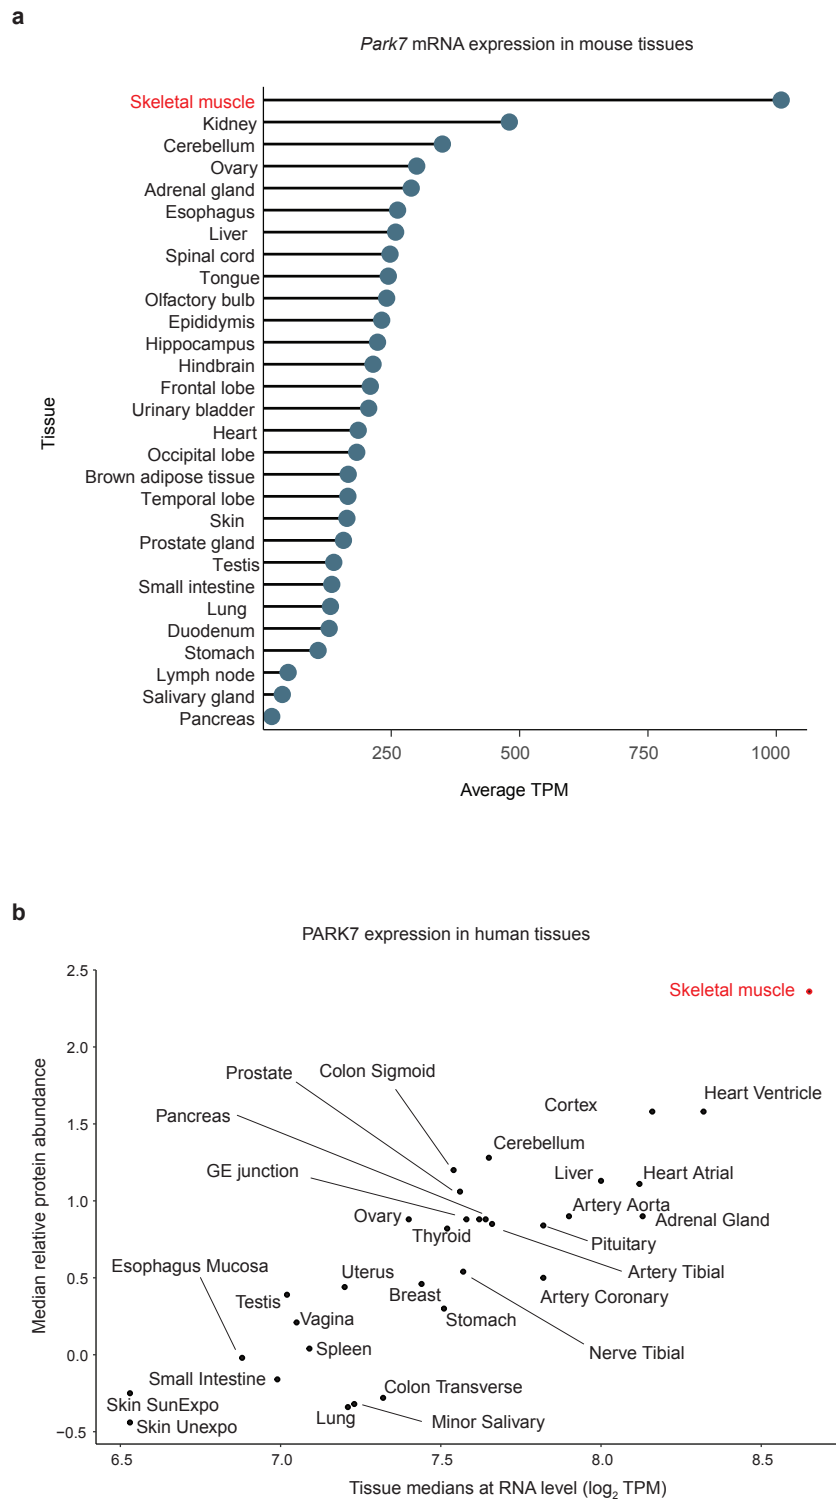 a
Park7 mRNA expression in mouse tissues
Skeletal muscle
Kidney
Cerebellum
Ovary
Adrenal gland
Esophagus
Liver
Spinal cord
Tongue
Olfactory bulb
Epididymis
Hippocampus
Hindbrain
Frontal lobe
Urinary bladder
Heart
Occipital lobe
Brown adipose tissue
Temporal lobe
Skin
Prostate gland
Testis
Small intestine
Lung
Duodenum
Stomach
Lymph node
Salivary gland
Pancreas
Tissue
250 500 750 1000
Average TPM
b
PARK7 expression in human tissues
2.5
2.0
1.5
1.0
0.5
0.0
−0.5
Median relative protein abundance
Skeletal muscle
Prostate
Colon Sigmoid
Heart Ventricle
Cortex
Pancreas
Cerebellum
GE junction
Liver
Heart Atrial
Artery Aorta
Ovary
Adrenal Gland
Thyroid
Pituitary
Esophagus Mucosa
Uterus
Artery Tibial
Testis
Breast
Artery Coronary
Vagina
Stomach
Spleen
Nerve Tibial
Small Intestine
Colon Transverse
Skin SunExpo
Lung
Minor Salivary
Skin Unexpo
6.5 7.0 7.5 8.0 8.5
Tissue medians at RNA level (log₂ TPM)